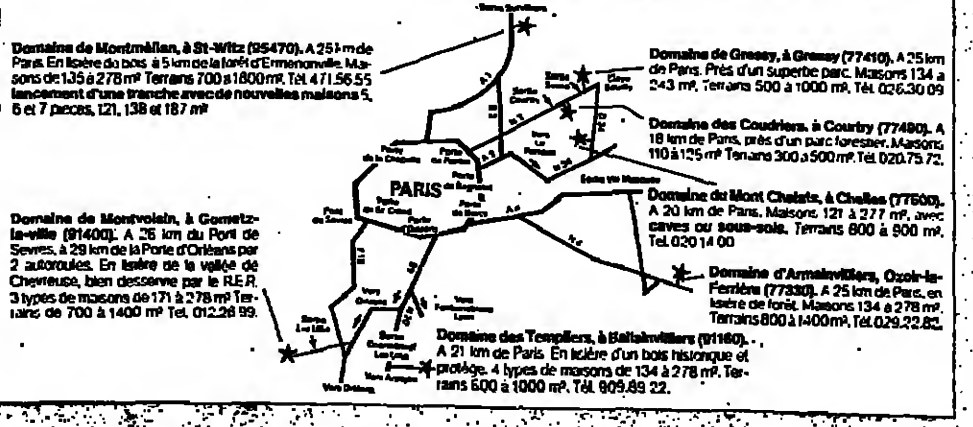 Domaine de Montmélian, à St-Witz (95470). A 25 km de
Paris. En lisière du bois à 5 km de la forêt d'Ermenonville. Mai-
sons de 135 à 278 m² Terrains 700 à 1800 m². Tél. 471.56.55
lancement d'une tranche avec de nouvelles maisons 5,
6 et 7 pièces, 121, 138 et 187 m²
Domaine de Gressy, à Gressy (77410). A 25 km
de Paris. Près d'un superbe parc. Maisons 134 à
243 m². Terrains 500 à 1000 m². Tél. 026.30 09
Domaine des Coudriers, à Courtry (77490). A
18 km de Paris, près d'un parc forestier. Maisons
110 à 125 m² Terrains 300 à 500 m². Tél. 020.75.72.
Domaine du Mont Chalats, à Chelles (77500).
A 20 km de Paris. Maisons 121 à 277 m², avec
caves ou sous-sols. Terrains 600 à 900 m².
Tel. 020 14 00
Domaine d'Armainvilliers, Ozoir-la-
Ferrière (77330). A 25 km de Paris, en
lisière de forêt. Maisons 134 à 278 m².
Terrains 800 à 1400 m². Tél. 029.22.82.
Domaine de Montvoisin, à Gometz-
la-ville (91400). A 26 km du Pont de
Sèvres, à 29 km de la Porte d'Orléans par
2 autoroutes. En lisière de la vallée de
Chevreuse, bien desservie par le R.E.R.
3 types de maisons de 171 à 278 m² Ter-
rains de 700 à 1400 m² Tel. 012.26 99.
Domaine des Templiers, à Ballainvilliers (91160).
A 21 km de Paris. En lisière d'un bois historique et
protégé. 4 types de maisons de 134 à 278 m². Ter-
rains 600 à 1000 m². Tél. 909.89 22.
PARIS
Porte
de la Chapelle
Porte
de Pantin
Porte
de Bagnolet
Porte
de Bercy
Porte
d'Orléans
Porte
de St Cloud
Pont
de Sèvres
Sortie
Courtry
Vers Orléans
A 4
N 3